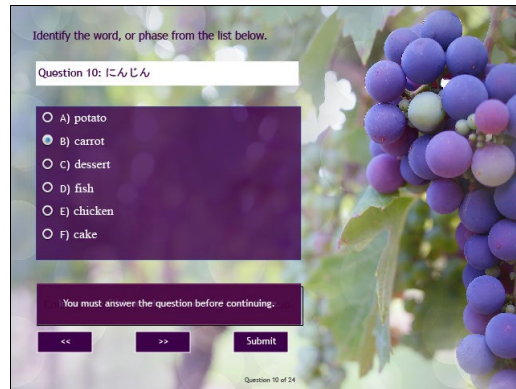 Identify the word, or phase from the list below.
Question 10: にんじん
A) potato
B) carrot
C) dessert
D) fish
E) chicken
F) cake
You must answer the question before continuing.
<< >> Submit
Question 10 of 24